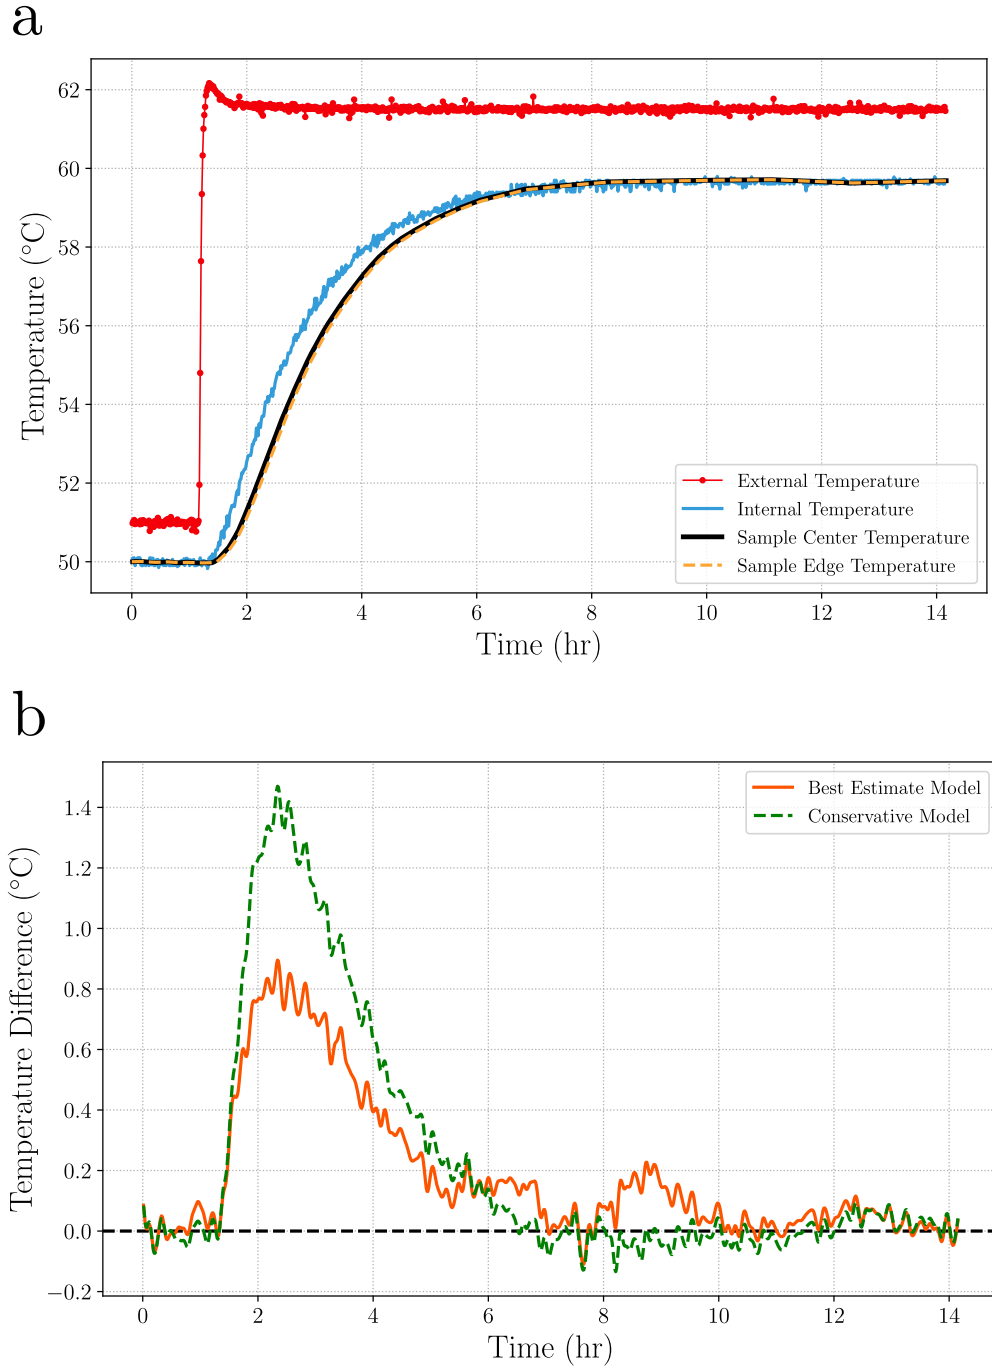 a
Temperature (°C)
62
60
58
56
54
52
50
External Temperature
Internal Temperature
Sample Center Temperature
Sample Edge Temperature
0 2 4 6 8 10 12 14
Time (hr)
b
Temperature Difference (°C)
1.4
1.2
1.0
0.8
0.6
0.4
0.2
0.0
−0.2
Best Estimate Model
Conservative Model
0 2 4 6 8 10 12 14
Time (hr)